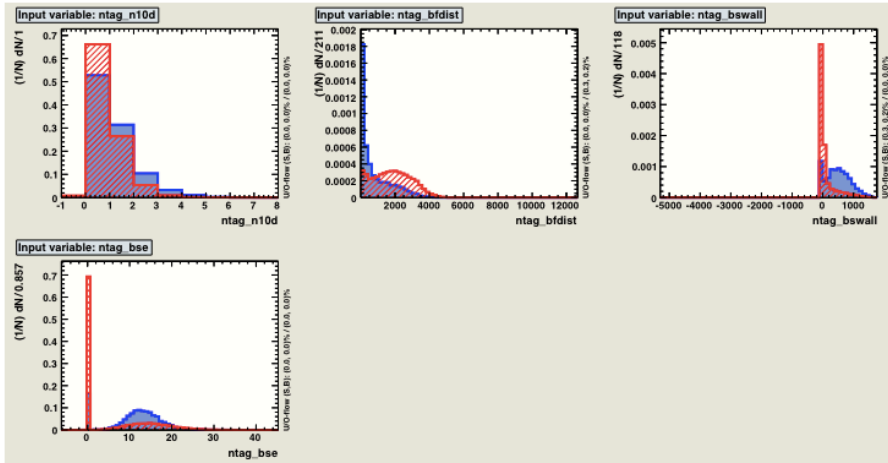 Input variable: ntag_n10d
(1/N) dN/1
0.7
0.6
0.5
0.4
0.3
0.2
0.1
0
-1 0 1 2 3 4 5 6 7 8
ntag_n10d
U/O-flow (S,B): (0.0, 0.0)% / (0.0, 0.0)%
Input variable: ntag_bfdist
(1/N) dN/211
0.002
0.0018
0.0016
0.0014
0.0012
0.001
0.0008
0.0006
0.0004
0.0002
0
2000 4000 6000 8000 10000 12000
ntag_bfdist
U/O-flow (S,B): (0.0, 0.0)% / (0.3, 0.2)%
Input variable: ntag_bswall
(1/N) dN/118
0.005
0.004
0.003
0.002
0.001
0
-5000 -4000 -3000 -2000 -1000 0 1000
ntag_bswall
U/O-flow (S,B): (0.3, 0.2)% / (0.0, 0.0)%
Input variable: ntag_bse
(1/N) dN/0.857
0.7
0.6
0.5
0.4
0.3
0.2
0.1
0
0 10 20 30 40
ntag_bse
U/O-flow (S,B): (0.0, 0.0)% / (0.0, 0.0)%